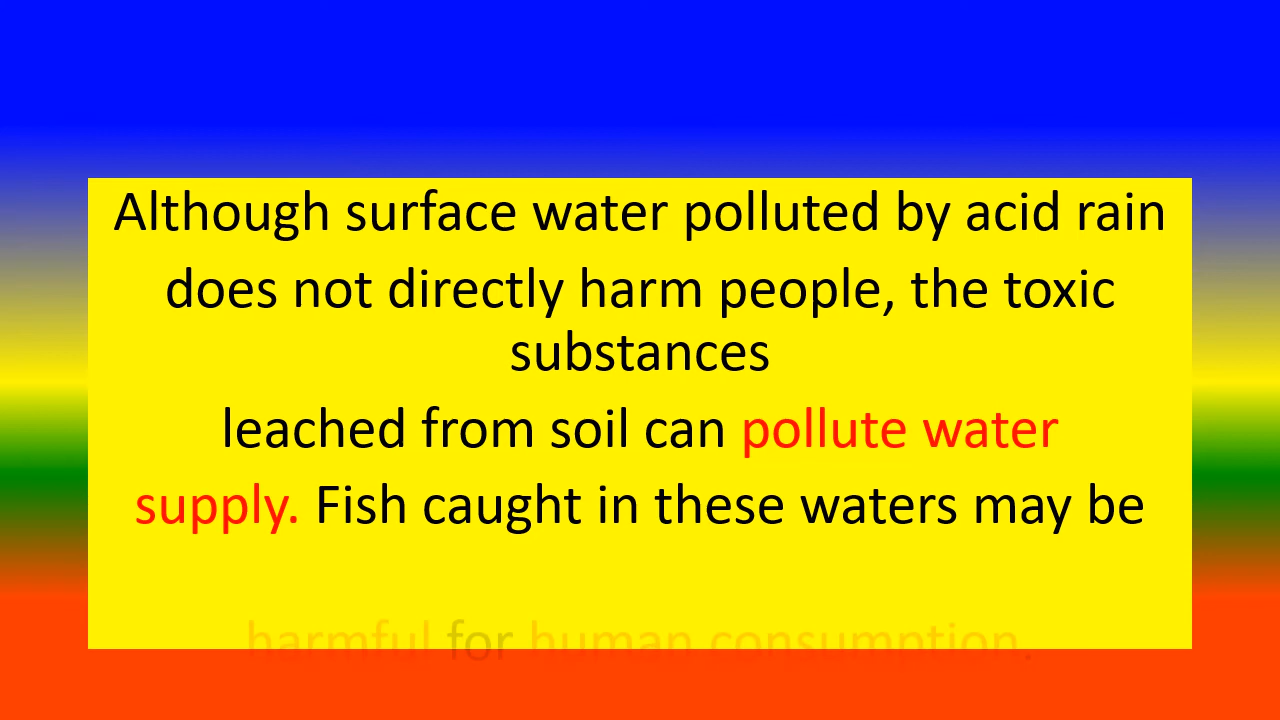 Although surface water polluted by acid rain
does not directly harm people, the toxic
substances
leached from soil can pollute water
supply. Fish caught in these waters may be
harmful for human consumption.